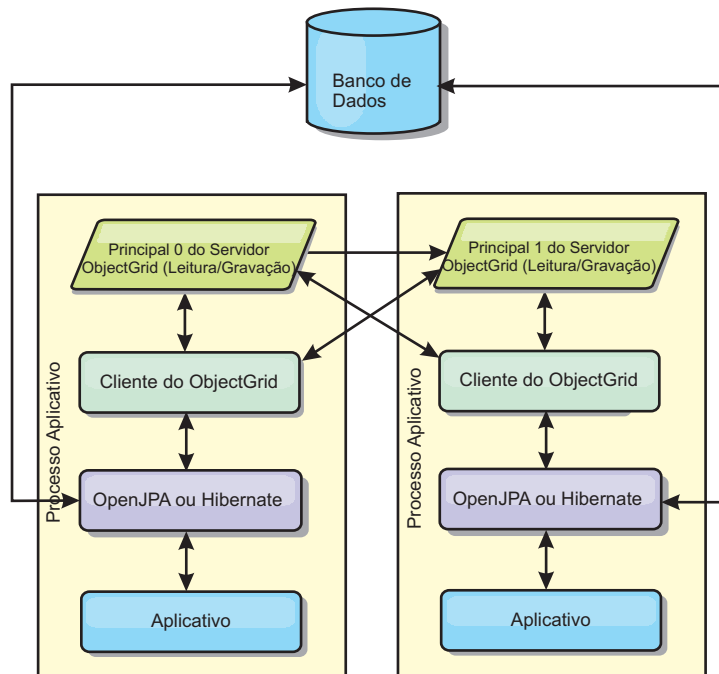 Banco de
Dados
Principal 0 do Servidor
ObjectGrid (Leitura/Gravação)
Principal 1 do Servidor
ObjectGrid (Leitura/Gravação)
Cliente do ObjectGrid
Cliente do ObjectGrid
Processo Aplicativo
Processo Aplicativo
OpenJPA ou Hibernate
OpenJPA ou Hibernate
Aplicativo
Aplicativo